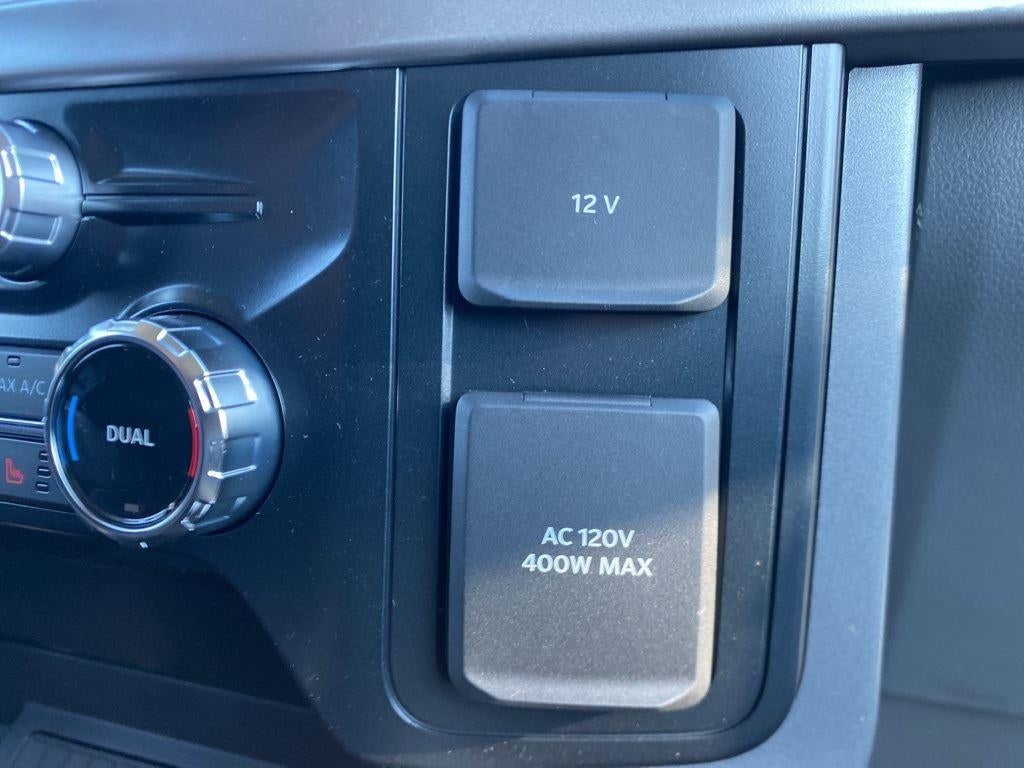 12 V
A/C
DUAL
AC 120V
400W MAX